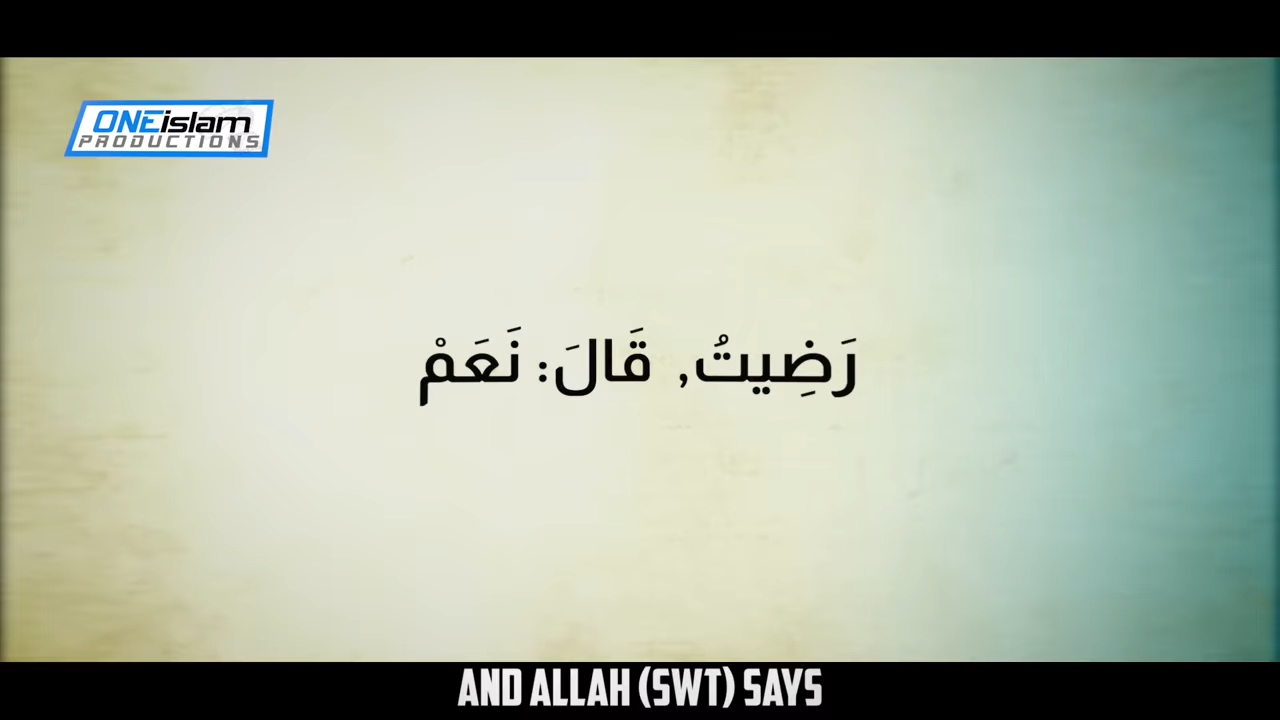 ONEislam
PRODUCTIONS
رَضِيتُ, قَالَ: نَعَمْ
AND ALLAH (SWT) SAYS